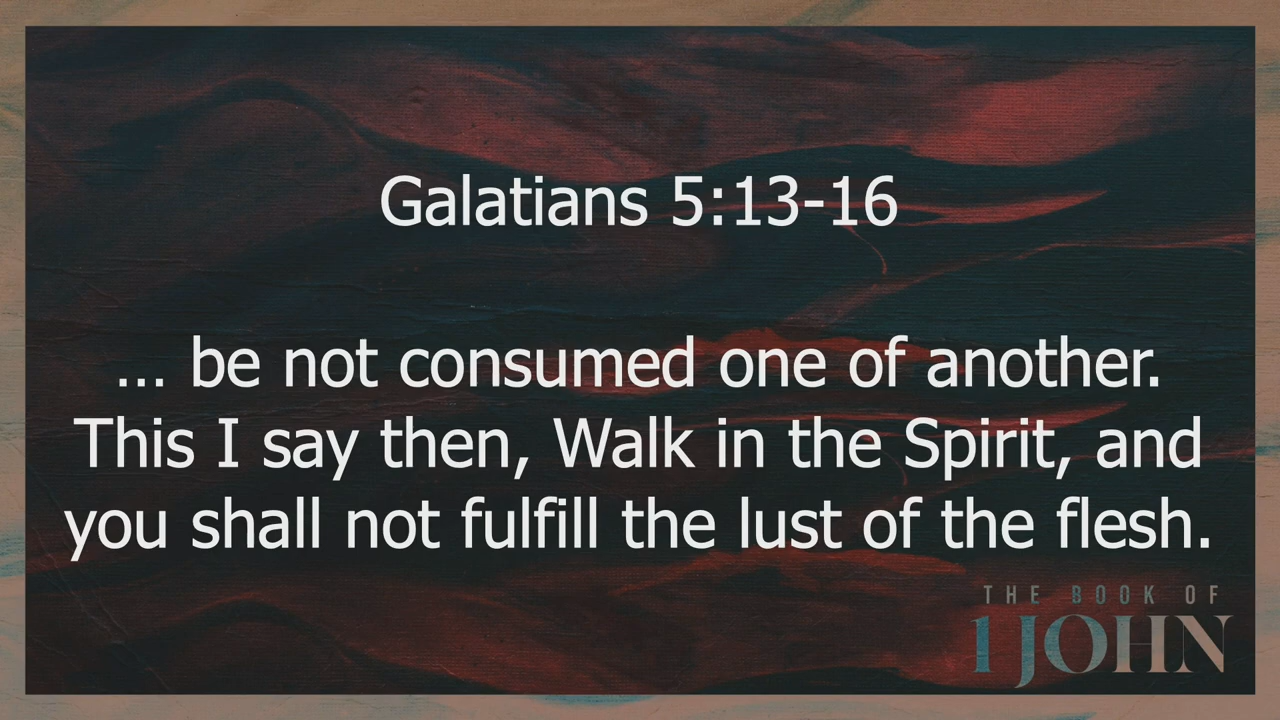 Galatians 5:13-16
... be not consumed one of another.
This I say then, Walk in the Spirit, and
you shall not fulfill the lust of the flesh.
THE BOOK OF
1 JOHN